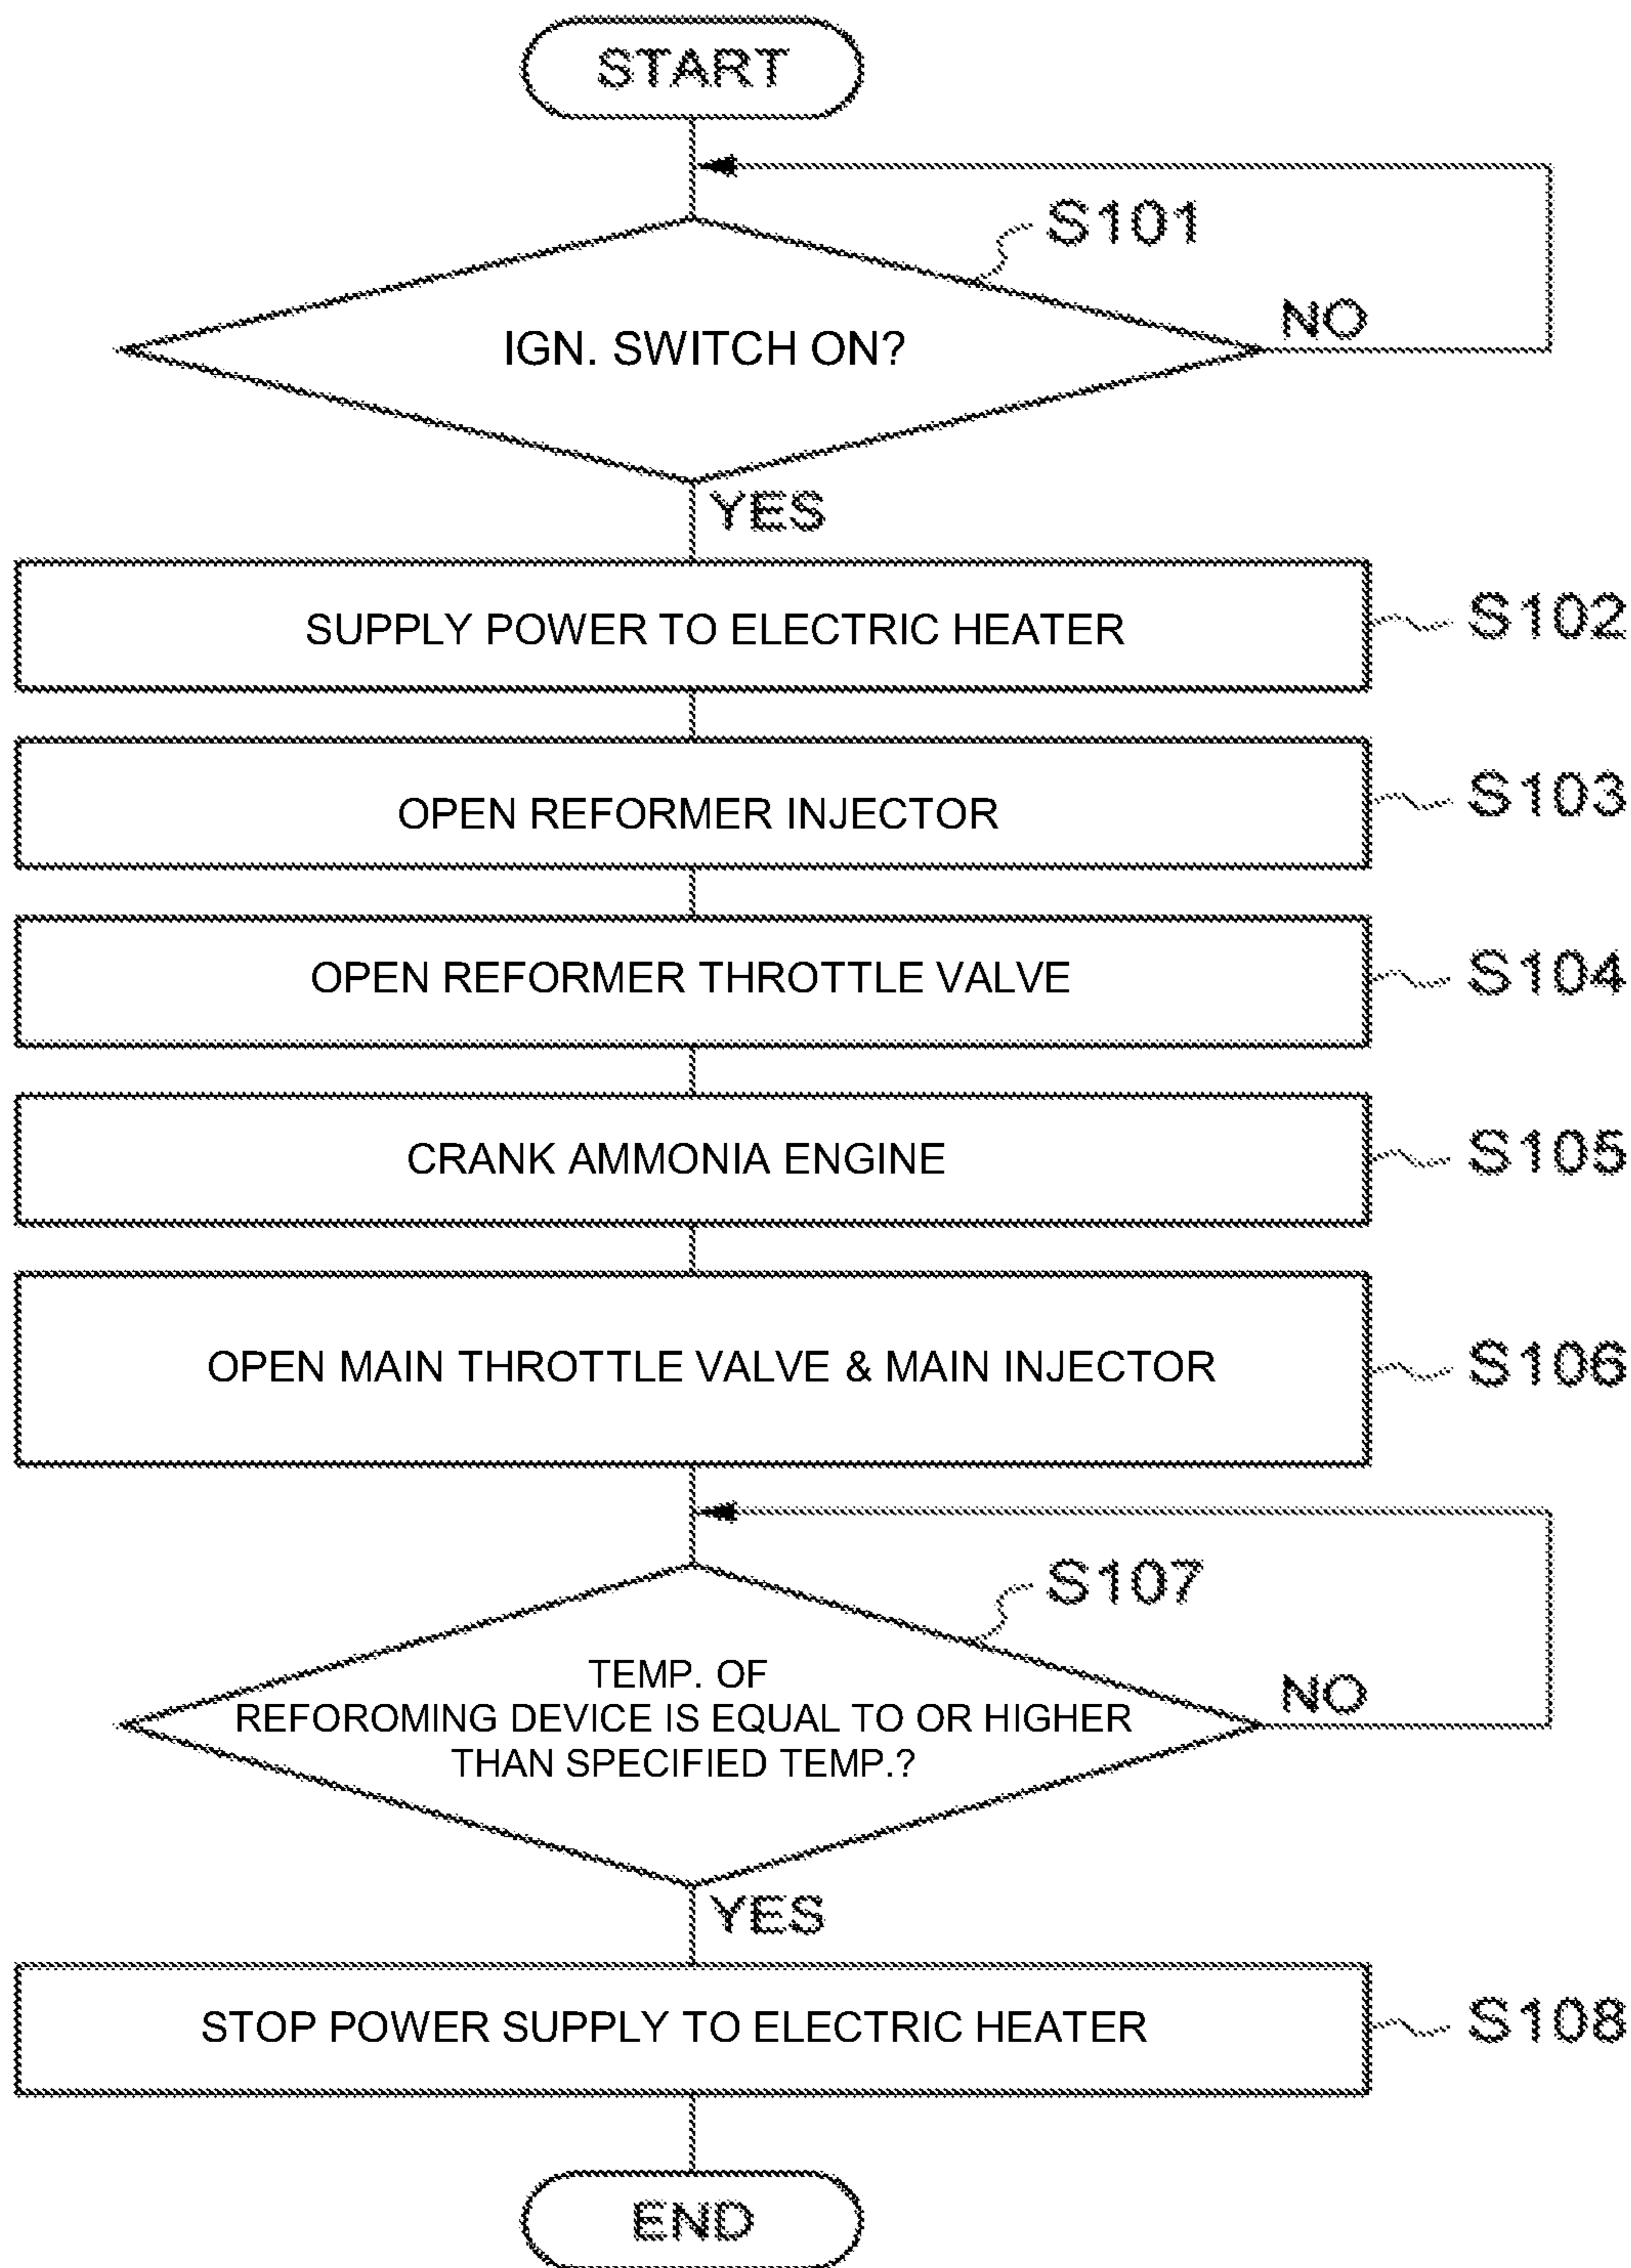 START
S101
IGN. SWITCH ON?
NO
YES
SUPPLY POWER TO ELECTRIC HEATER
S102
OPEN REFORMER INJECTOR
S103
OPEN REFORMER THROTTLE VALVE
S104
CRANK AMMONIA ENGINE
S105
OPEN MAIN THROTTLE VALVE & MAIN INJECTOR
S106
S107
TEMP. OF
REFOROMING DEVICE IS EQUAL TO OR HIGHER
THAN SPECIFIED TEMP.?
NO
YES
STOP POWER SUPPLY TO ELECTRIC HEATER
S108
END